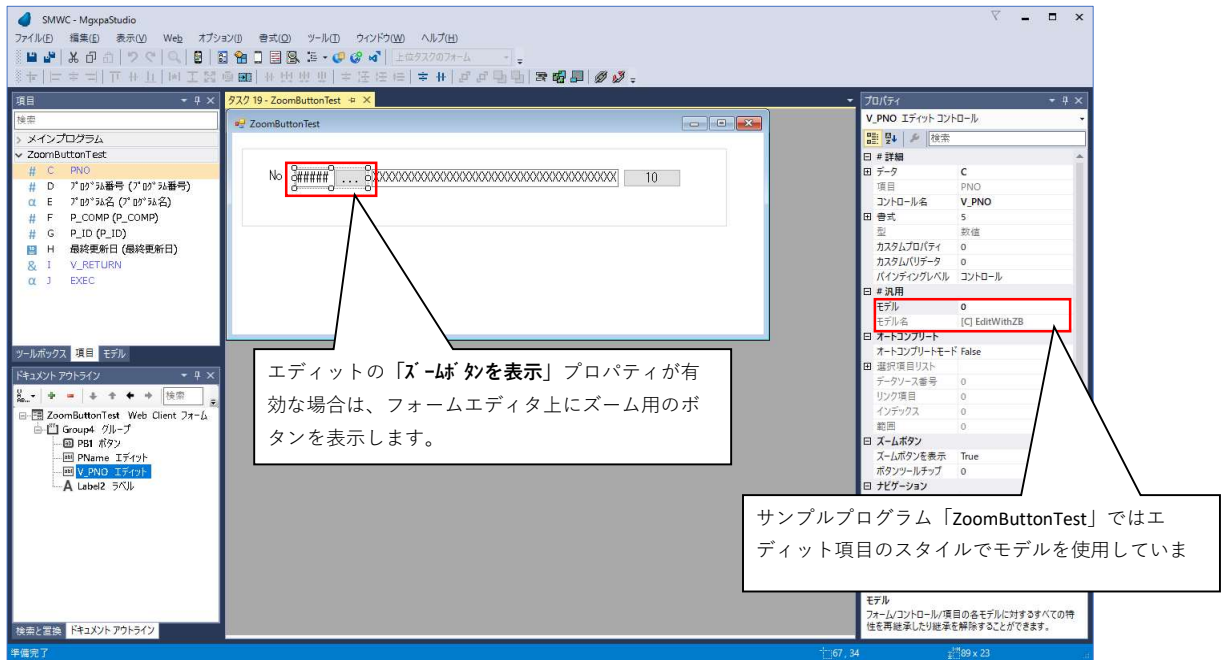 SMWC - MgxpaStudio
ファイル(F) 編集(E) 表示(V) Web オプション(I) 書式(O) ツール(T) ウィンドウ(W) ヘルプ(H)
上位タスクのフォーム
項目
検索
メインプログラム
ZoomButtonTest
# C PNO
# D ﾌﾟﾛｸﾞﾗﾑ番号 (ﾌﾟﾛｸﾞﾗﾑ番号)
α E ﾌﾟﾛｸﾞﾗﾑ名 (ﾌﾟﾛｸﾞﾗﾑ名)
# F P_COMP (P_COMP)
# G P_ID (P_ID)
H 最終更新日 (最終更新日)
& I V_RETURN
α J EXEC
ツールボックス 項目 モデル
ドキュメント アウトライン
検索
ZoomButtonTest Web Client フォーム
Group4 グループ
PB1 ボタン
PName エディット
V_PNO エディット
Label2 ラベル
検索と置換 ドキュメント アウトライン
準備完了
タスク 19 - ZoomButtonTest
ZoomButtonTest
No ##### ... XXXXXXXXXXXXXXXXXXXXXXXXXXXXXXXXXX 10
エディットの「ｽﾞｰﾑﾎﾞﾀﾝを表示」プロパティが有
効な場合は、フォームエディタ上にズーム用のボ
タンを表示します。
プロパティ
V_PNO エディット コントロール
検索
# 詳細
データ C
項目 PNO
コントロール名 V_PNO
書式 5
型 数値
カスタムプロパティ 0
カスタムバリデータ 0
バインディングレベル コントロール
# 汎用
モデル 0
モデル名 [C] EditWithZB
オートコンプリート
オートコンプリートモード False
選択項目リスト
データソース番号 0
リンク項目 0
インデックス 0
範囲 0
ズームボタン
ズームボタンを表示 True
ボタンツールチップ 0
ナビゲーション
サンプルプログラム「ZoomButtonTest」ではエ
ディット項目のスタイルでモデルを使用していま
モデル
フォーム/コントロール/項目の各モデルに対するすべての特
性を再継承したり継承を解除することができます。
67 , 34
89 x 23